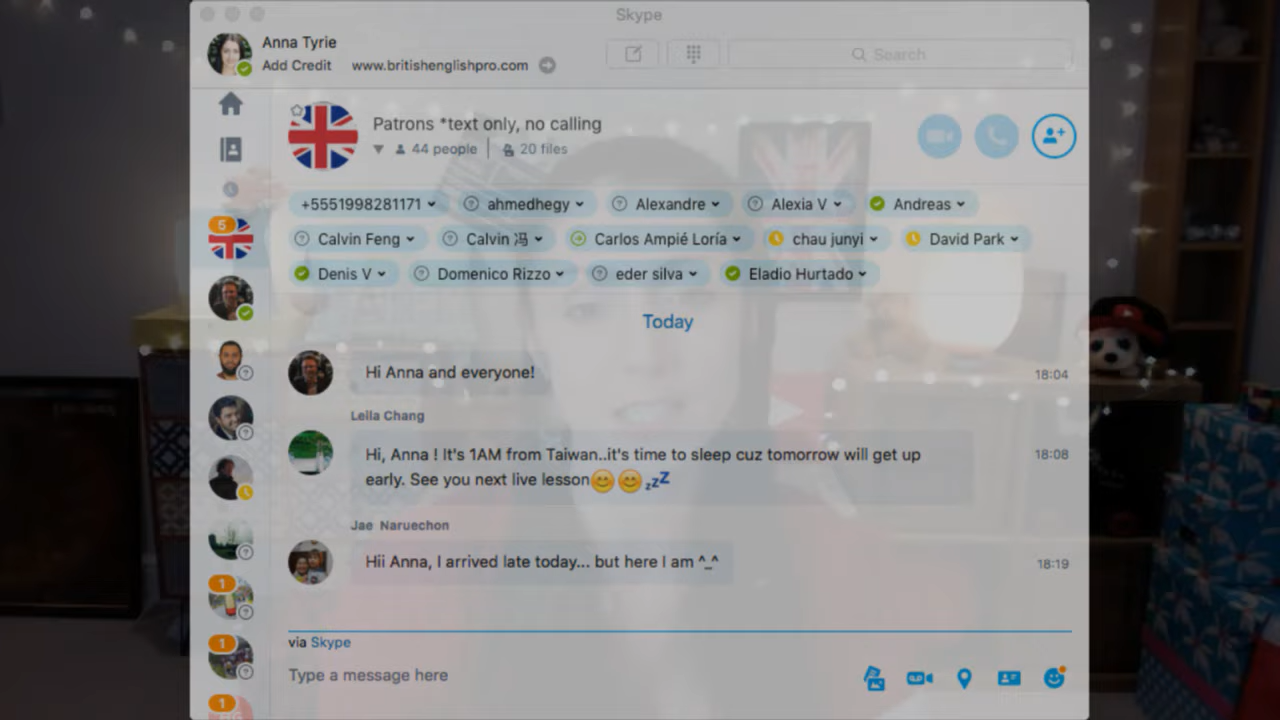 Skype
Anna Tyrie
Add Credit www.britishenglishpro.com
Search
Patrons *text only, no calling
44 people 20 files
+5551998281171 ahmedhegy Alexandre Alexia V Andreas
5
Calvin Feng Calvin 冯 Carlos Ampié Loría chau junyi David Park
Denis V Domenico Rizzo eder silva Eladio Hurtado
Today
Hi Anna and everyone! 18:04
Leila Chang
Hi, Anna ! It's 1AM from Taiwan..it's time to sleep cuz tomorrow will get up 18:08
early. See you next live lesson😊 😊 💤
Jae Naruechon
Hii Anna, I arrived late today... but here I am ^_^ 18:19
1
via Skype
1
Type a message here
1